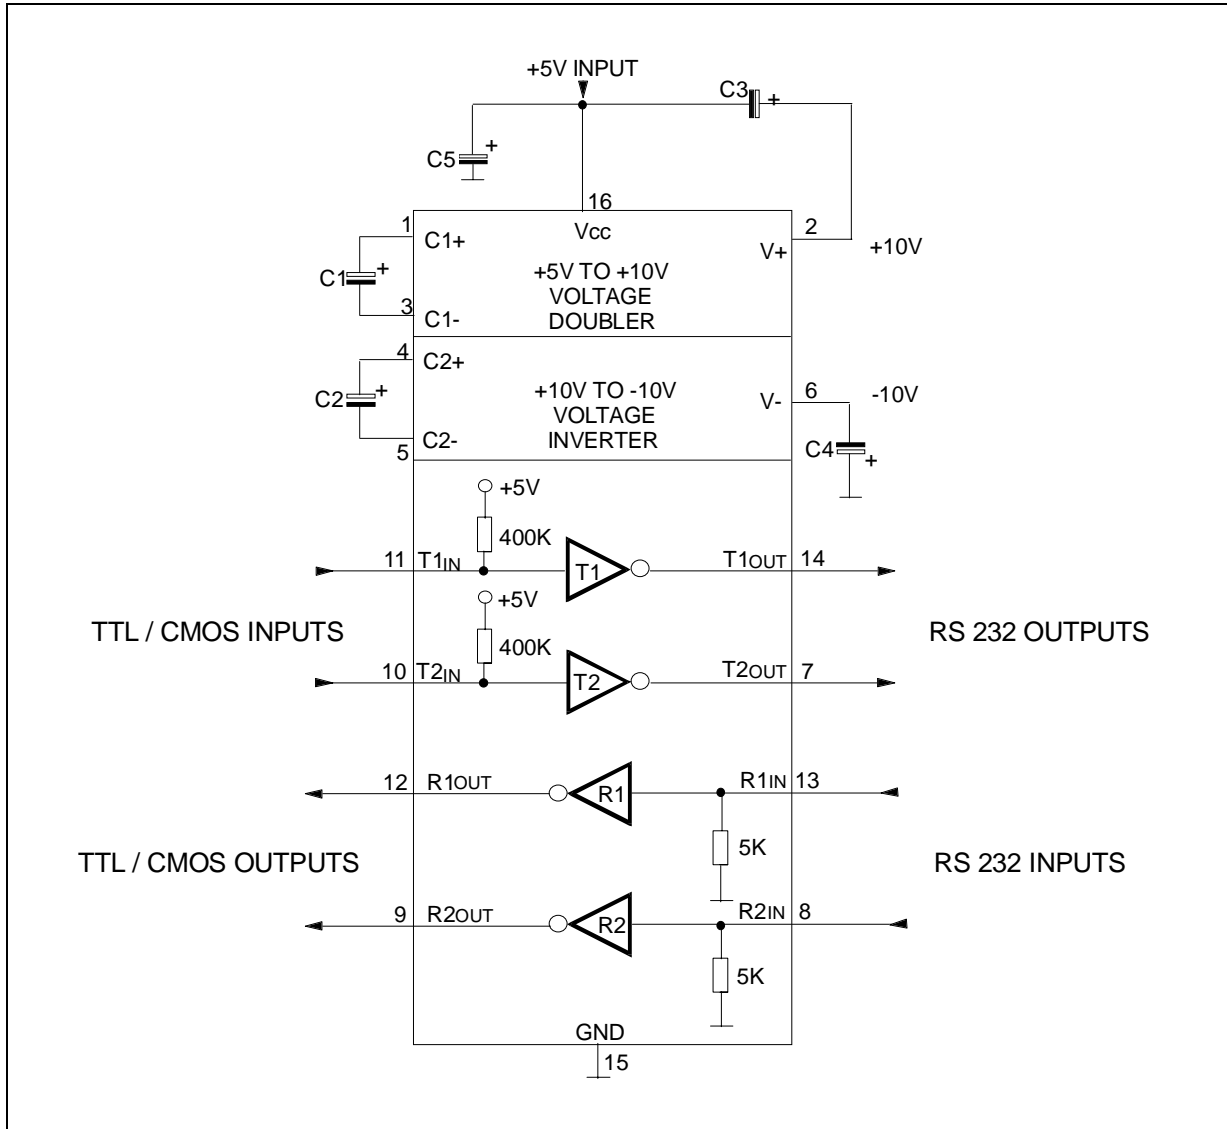 +5V INPUT
C3
+
C5
+
16
1
2
C1+
Vcc
V+
+10V
C1
+
+5V TO +10V
VOLTAGE
DOUBLER
3
C1-
4
C2+
C2
+
+10V TO -10V
VOLTAGE
INVERTER
V-
6
-10V
C2-
5
C4
+
+5V
400K
11
T1IN
T1
T1OUT
14
+5V
TTL / CMOS INPUTS
400K
RS 232 OUTPUTS
10
T2IN
T2
T2OUT
7
12
R1OUT
R1
R1IN
13
5K
TTL / CMOS OUTPUTS
RS 232 INPUTS
9
R2OUT
R2
R2IN
8
5K
GND
15